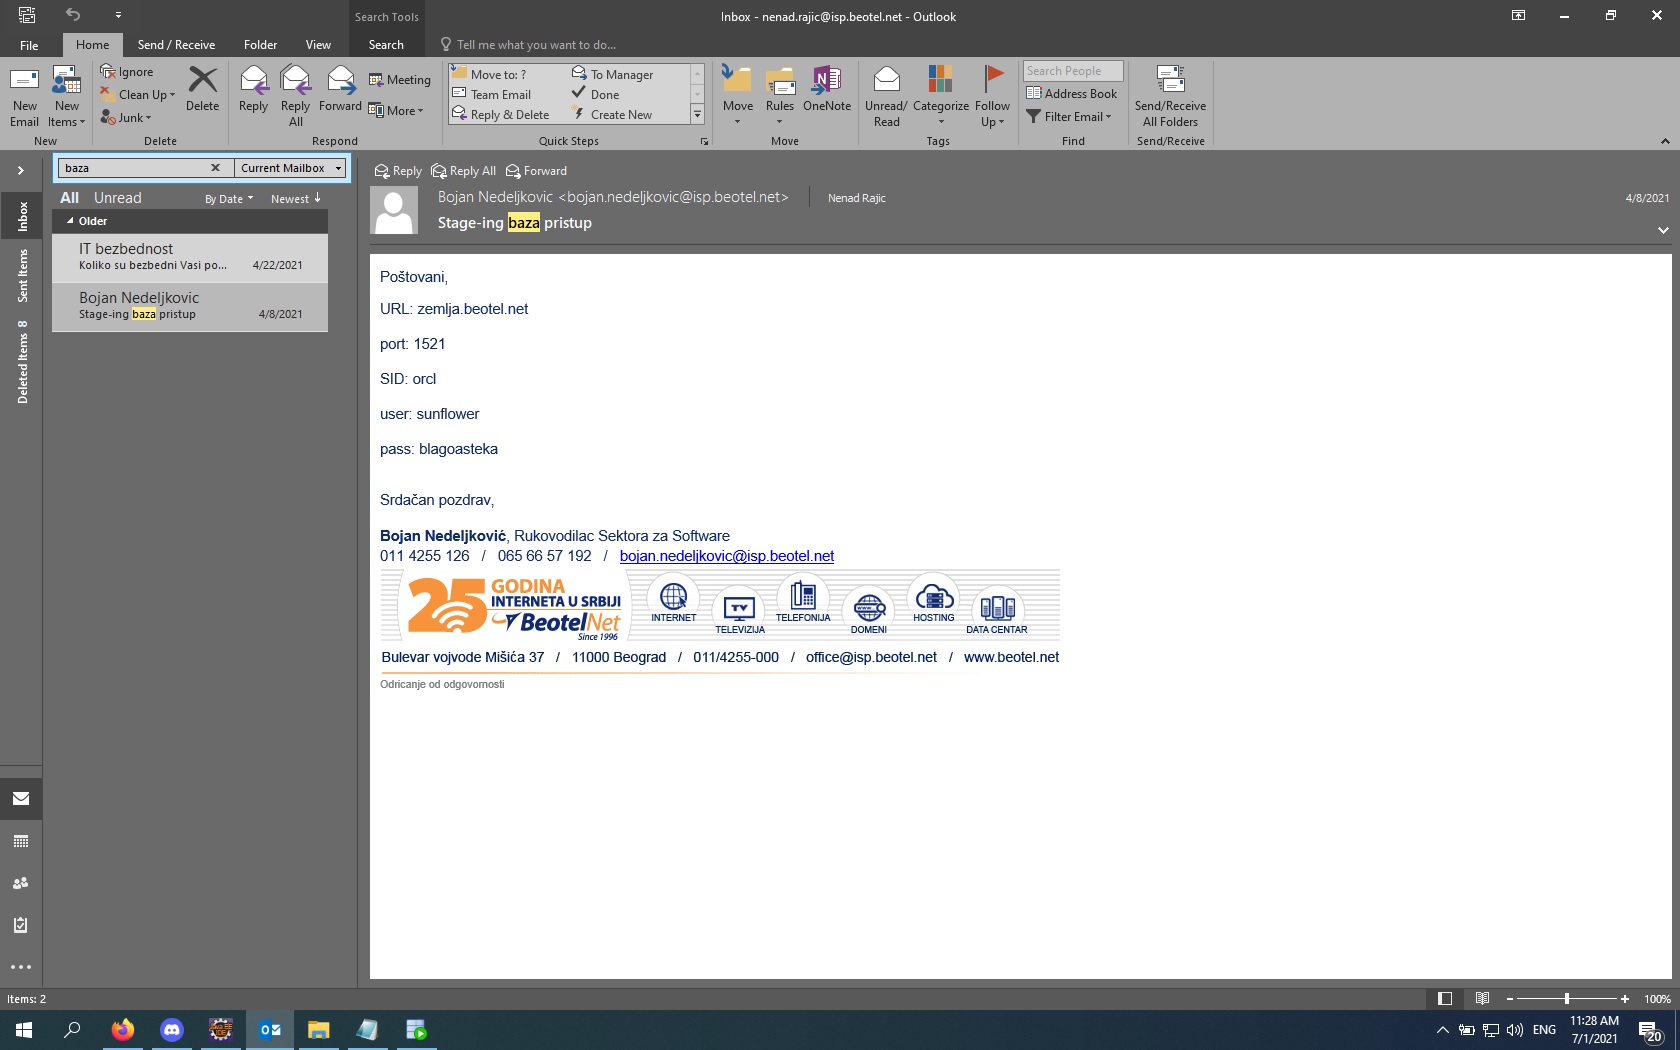 Search Tools
Inbox - nenad.rajic@isp.beotel.net - Outlook
File
Home
Send / Receive
Folder
View
Search
Tell me what you want to do...
New Email
New Items
New
Ignore
Clean Up
Junk
Delete
Delete
Reply
Reply All
Forward
Meeting
More
Respond
Move to: ?
Team Email
Reply & Delete
To Manager
Done
Create New
Quick Steps
Move
Rules
OneNote
Move
Unread/ Read
Categorize
Follow Up
Tags
Search People
Address Book
Filter Email
Find
Send/Receive All Folders
Send/Receive
Inbox
Sent Items
Deleted Items 8
baza
Current Mailbox
All
Unread
By Date
Newest
Older
IT bezbednost
Koliko su bezbedni Vasi po...
4/22/2021
Bojan Nedeljkovic
Stage-ing baza pristup
4/8/2021
Reply
Reply All
Forward
Bojan Nedeljkovic <bojan.nedeljkovic@isp.beotel.net>
Nenad Rajic
4/8/2021
Stage-ing baza pristup
Poštovani,
URL: zemlja.beotel.net
port: 1521
SID: orcl
user: sunflower
pass: blagoasteka
Srdačan pozdrav,
Bojan Nedeljković, Rukovodilac Sektora za Software
011 4255 126 / 065 66 57 192 / bojan.nedeljkovic@isp.beotel.net
25 GODINA
INTERNETA U SRBIJI
BeotelNet
Since 1996
INTERNET
TV
TELEVIZIJA
TELEFONIJA
www.
DOMENI
HOSTING
DATA CENTAR
Bulevar vojvode Mišića 37 / 11000 Beograd / 011/4255-000 / office@isp.beotel.net / www.beotel.net
Odricanje od odgovornosti
Items: 2
100%
ENG
11:28 AM
7/1/2021
20